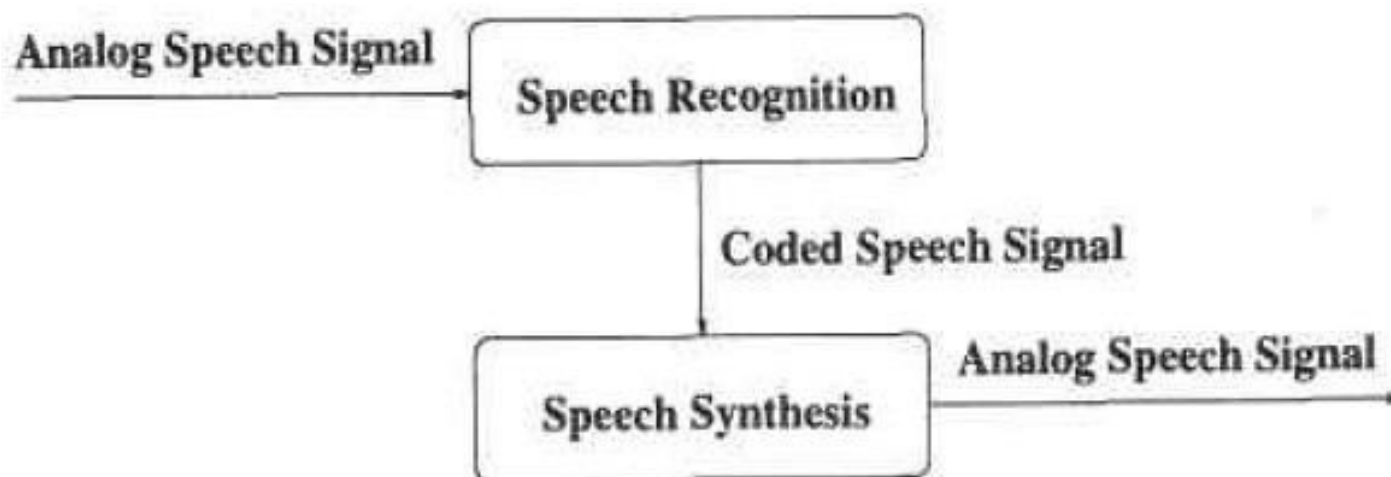 Analog Speech Signal
Speech Recognition
Coded Speech Signal
Analog Speech Signal
Speech Synthesis